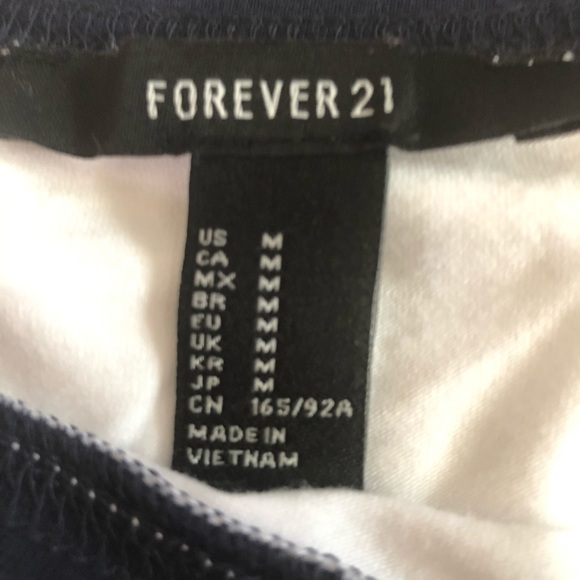 FOREVER 21
US M
CA M
MX M
BR M
EU M
UK M
KR M
JP M
CN 165/92A
MADE IN
VIETNAM